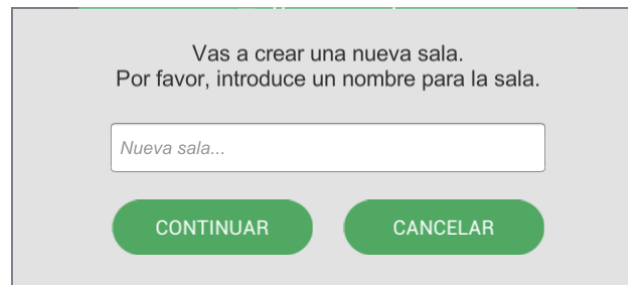 Vas a crear una nueva sala.
Por favor, introduce un nombre para la sala.
Nueva sala...
CONTINUAR CANCELAR